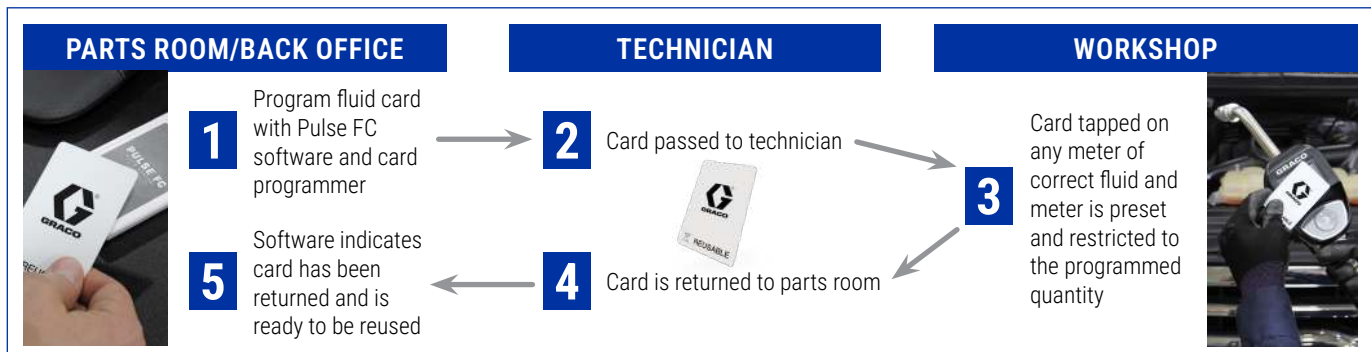 PARTS ROOM/BACK OFFICE
TECHNICIAN
WORKSHOP
1
Program fluid card
with Pulse FC
software and card
programmer
2
Card passed to technician
3
Card tapped on
any meter of
correct fluid and
meter is preset
and restricted to
the programmed
quantity
4
Card is returned to parts room
5
Software indicates
card has been
returned and is
ready to be reused
PULSE FC
GRACO
GRACO
REUSABLE
GRACO